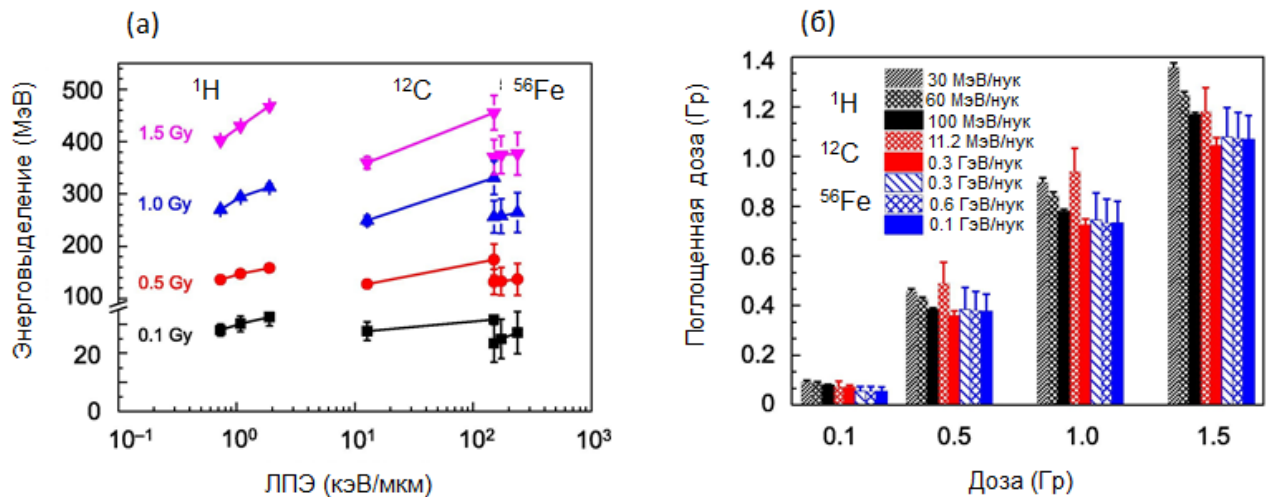 (а)
Энерговыделение (МэВ)
500
400
300
200
100
20
0
¹H
¹²C
⁵⁶Fe
1.5 Gy
1.0 Gy
0.5 Gy
0.1 Gy
10⁻¹
10⁰
10¹
10²
10³
ЛПЭ (кэВ/мкм)
(б)
Поглощенная доза (Гр)
1.4
1.2
1.0
0.8
0.6
0.4
0.2
0
¹H
¹²C
⁵⁶Fe
30 МэВ/нук
60 МэВ/нук
100 МэВ/нук
11.2 МэВ/нук
0.3 ГэВ/нук
0.3 ГэВ/нук
0.6 ГэВ/нук
0.1 ГэВ/нук
0.1
0.5
1.0
1.5
Доза (Гр)